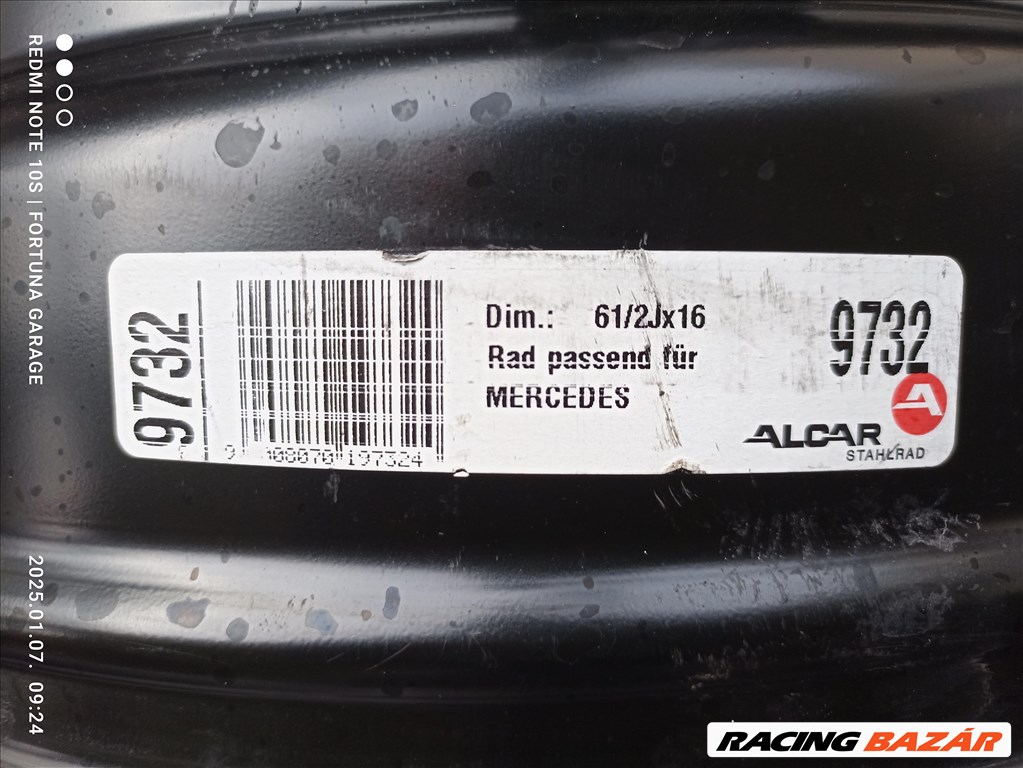 REDMI NOTE 10S | FORTUNA GARAGE
2025.01.07. 09:24
9732
Dim.: 61/2Jx16
Rad passend für
MERCEDES
9732
A
ALCAR
STAHLRAD
RACING BAZÁR